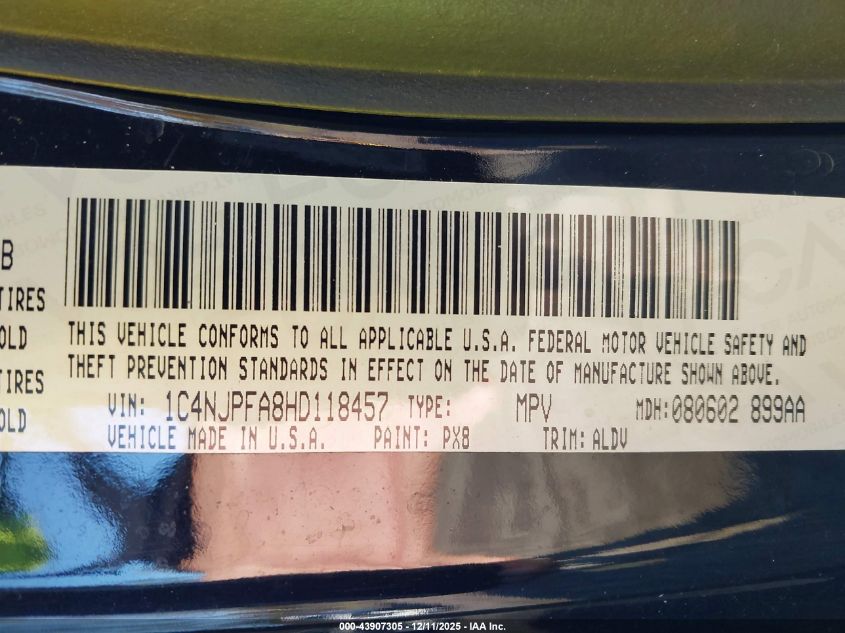 B
TIRES
OLD
TIRES
OLD
THIS VEHICLE CONFORMS TO ALL APPLICABLE U.S.A. FEDERAL MOTOR VEHICLE SAFETY AND
THEFT PREVENTION STANDARDS IN EFFECT ON THE DATE OF MANUFACTURE SHOWN ABOVE.
VIN: 1C4NJPFA8HD118457 TYPE: MPV MDH: 080602 899AA
VEHICLE MADE IN U.S.A. PAINT: PX8 TRIM: ALDV
000-43907305 - 12/11/2025 - IAA Inc.